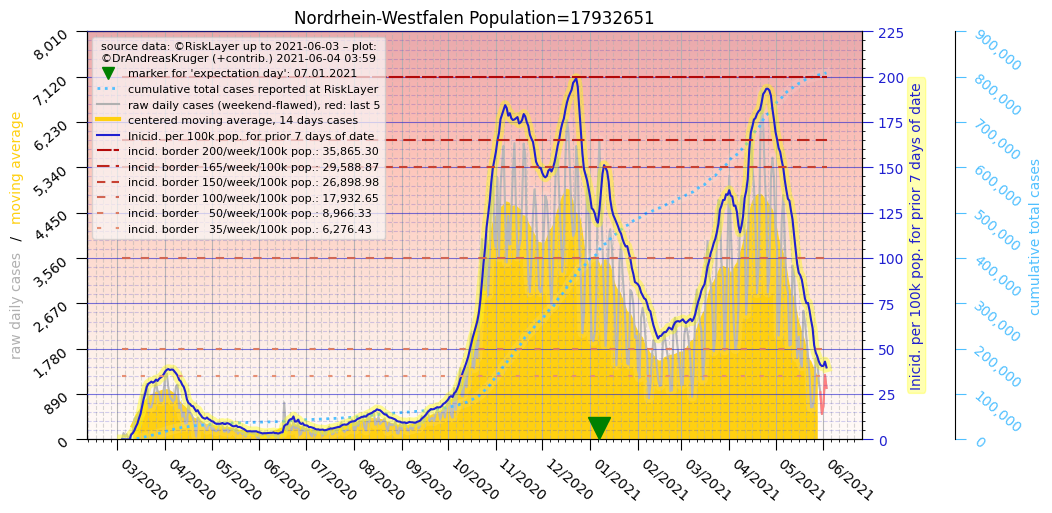 Nordrhein-Westfalen Population=17932651
source data: ©RiskLayer up to 2021-06-03 – plot:
©DrAndreasKruger (+contrib.) 2021-06-04 03:59
marker for 'expectation day': 07.01.2021
cumulative total cases reported at RiskLayer
raw daily cases (weekend-flawed), red: last 5
centered moving average, 14 days cases
Inicid. per 100k pop. for prior 7 days of date
incid. border 200/week/100k pop.: 35,865.30
incid. border 165/week/100k pop.: 29,588.87
incid. border 150/week/100k pop.: 26,898.98
incid. border 100/week/100k pop.: 17,932.65
incid. border 50/week/100k pop.: 8,966.33
incid. border 35/week/100k pop.: 6,276.43
raw daily cases / moving average
8,010
7,120
6,230
5,340
4,450
3,560
2,670
1,780
890
0
225
200
175
150
125
100
75
50
25
0
Inicid. per 100k pop. for prior 7 days of date
900,000
800,000
700,000
600,000
500,000
400,000
300,000
200,000
100,000
0
cumulative total cases
03/2020
04/2020
05/2020
06/2020
07/2020
08/2020
09/2020
10/2020
11/2020
12/2020
01/2021
02/2021
03/2021
04/2021
05/2021
06/2021